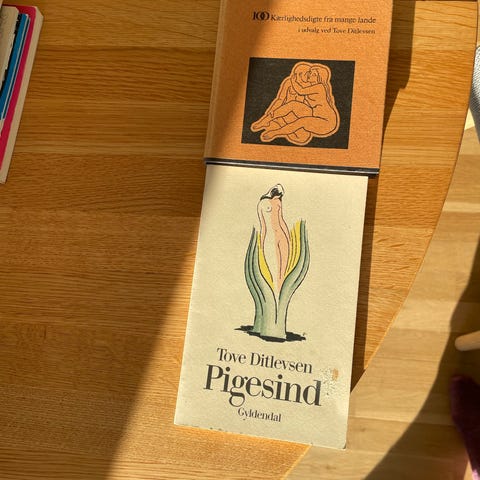 100 Kærlighedsdigte fra mange lande
i udvalg ved Tove Ditlevsen
Tove Ditlevsen
Pigesind
Gyldendal